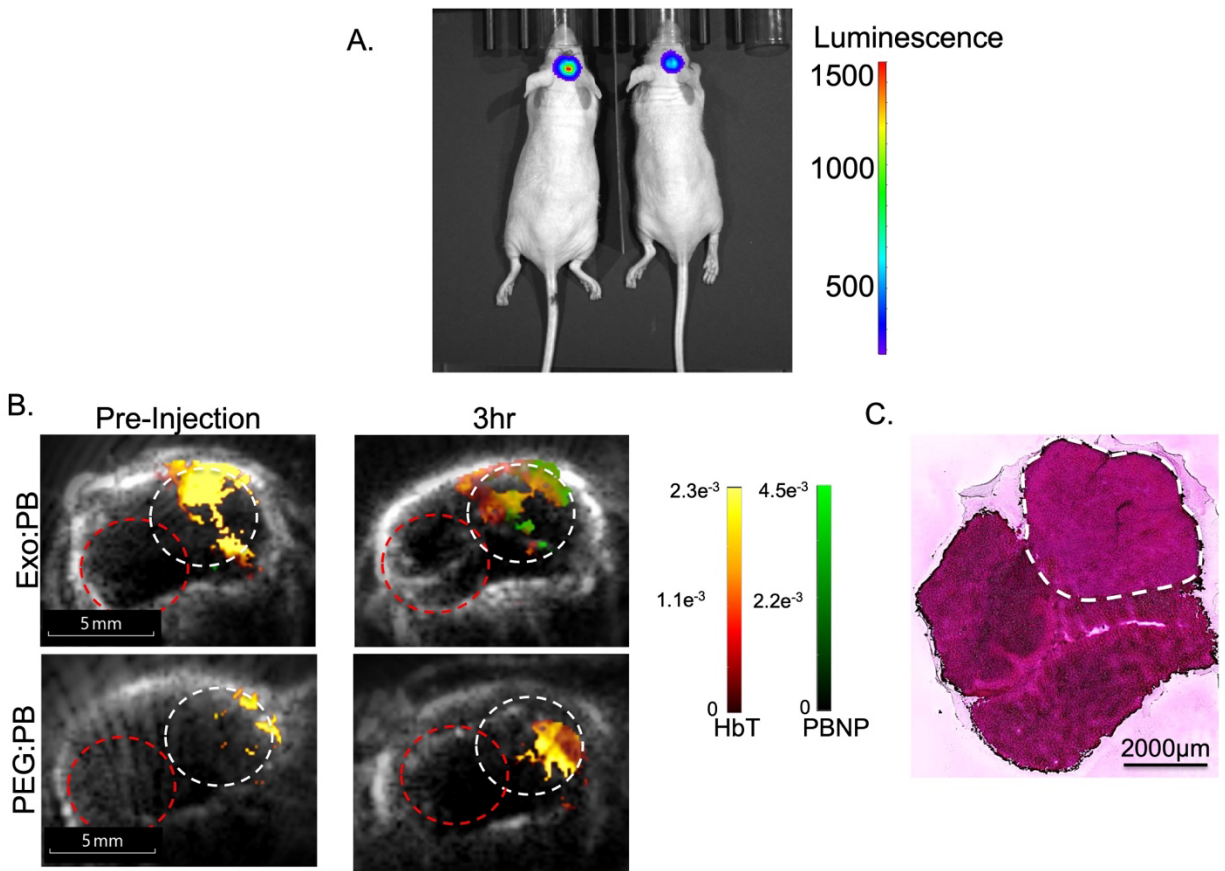 A.
Luminescence
1500
1000
500
B.
Pre-Injection
3hr
C.
Exo:PB
5 mm
PEG:PB
5 mm
2.3e⁻³
1.1e⁻³
0
HbT
4.5e⁻³
2.2e⁻³
0
PBNP
2000µm